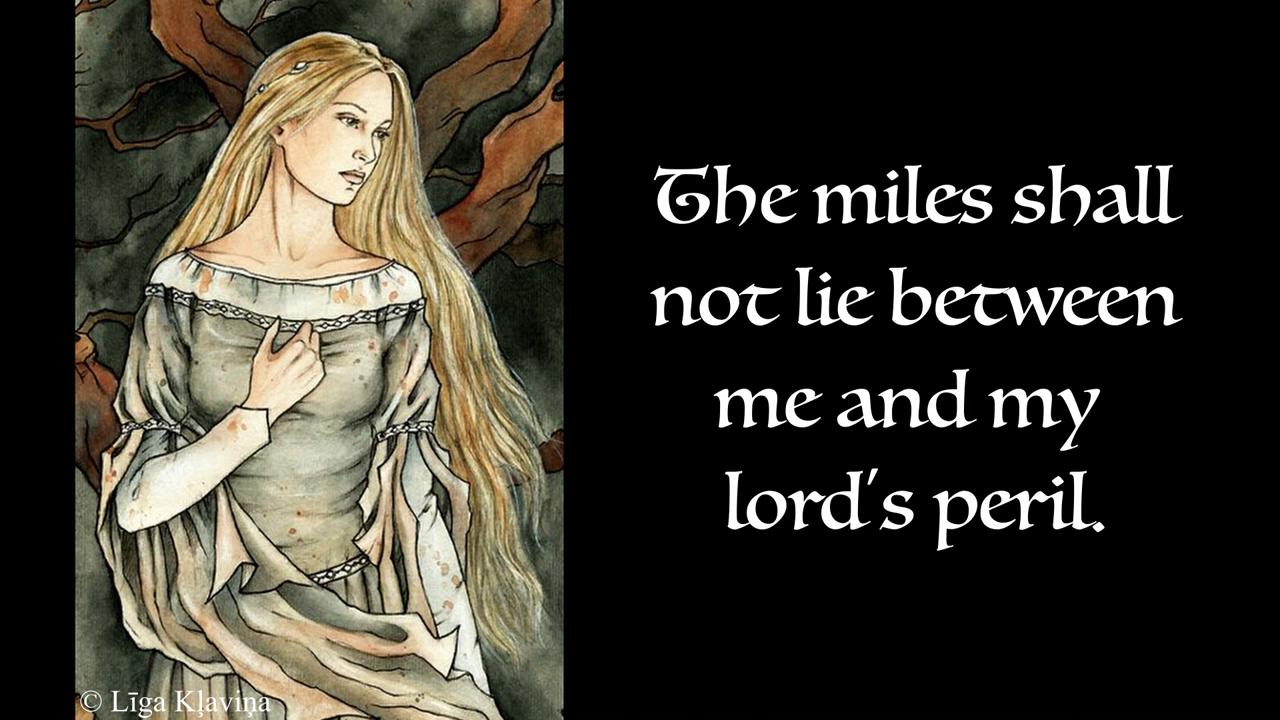 The miles shall
not lie between
me and my
lord's peril.
© Līga Kļaviņa